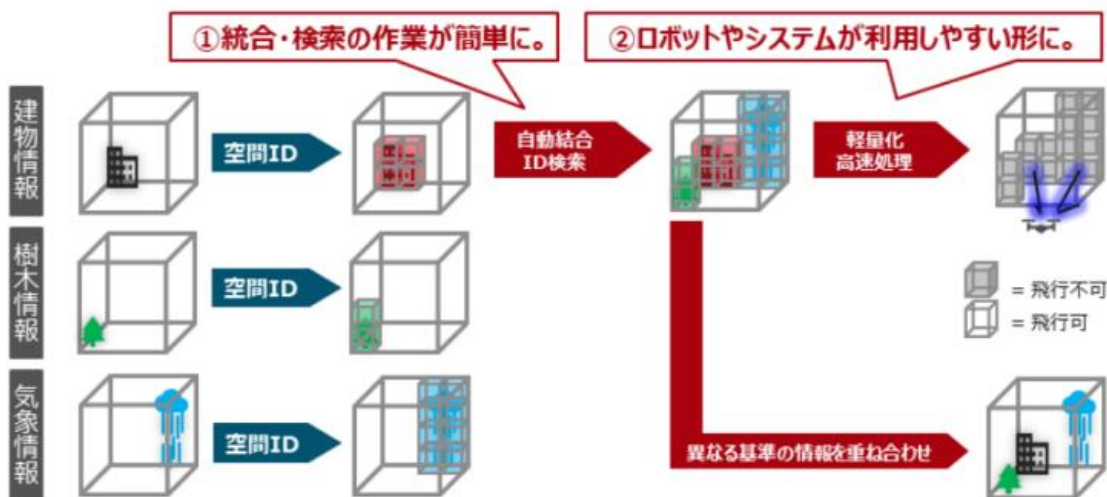 ①統合・検索の作業が簡単に。
②ロボットやシステムが利用しやすい形に。
建物情報
空間ID
自動結合
ID検索
軽量化
高速処理
樹木情報
空間ID
= 飛行不可
= 飛行可
気象情報
空間ID
異なる基準の情報を重ね合わせ